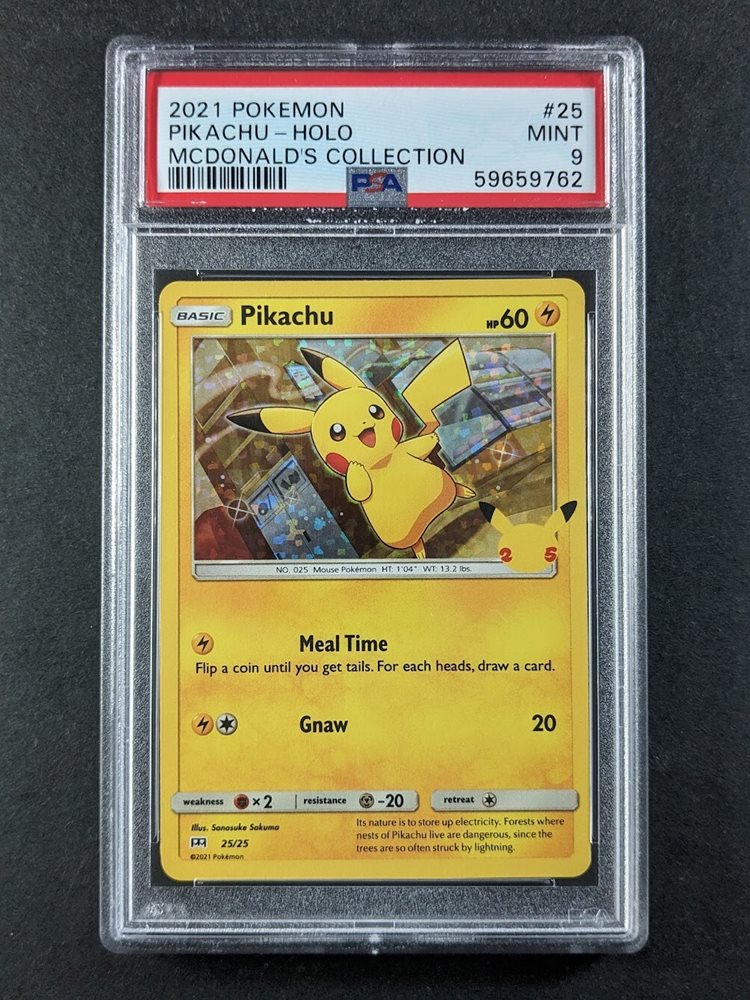 2021 POKEMON #25
PIKACHU – HOLO MINT
MCDONALD'S COLLECTION 9
PSA 59659762
BASIC Pikachu HP60
25
NO. 025 Mouse Pokémon HT: 1'04" WT: 13.2 lbs.
Meal Time
Flip a coin until you get tails. For each heads, draw a card.
Gnaw 20
weakness ×2 resistance -20 retreat
Illus. Sanosuke Sakuma
Its nature is to store up electricity. Forests where
nests of Pikachu live are dangerous, since the
trees are so often struck by lightning.
25/25
©2021 Pokémon